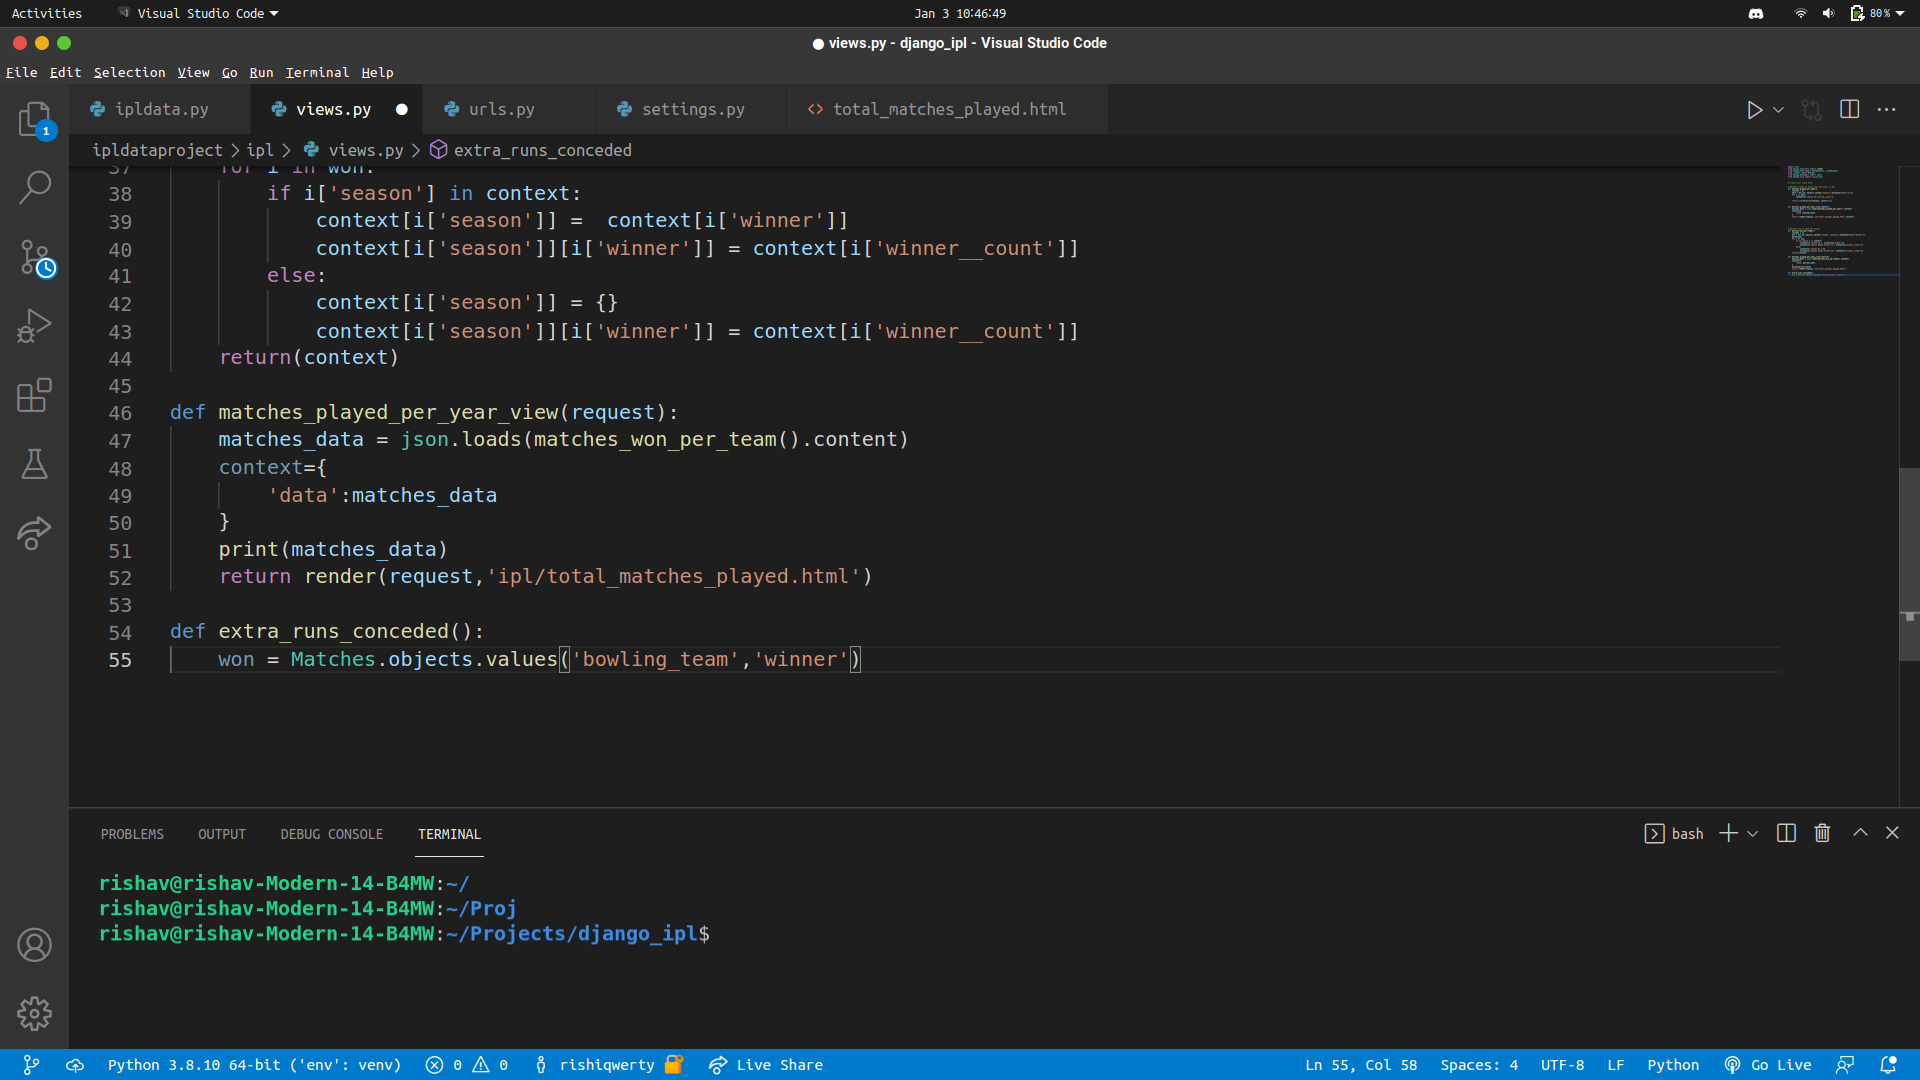 Activities Visual Studio Code Jan 3 10:46:49 80%
views.py - django_ipl - Visual Studio Code
File Edit Selection View Go Run Terminal Help
ipldata.py views.py urls.py settings.py total_matches_played.html
1
ipldataproject > ipl > views.py > extra_runs_conceded
37 for i in won:
38 if i['season'] in context:
39 context[i['season']] =  context[i['winner']]
40 context[i['season']][i['winner']] = context[i['winner__count']]
41 else:
42 context[i['season']] = {}
43 context[i['season']][i['winner']] = context[i['winner__count']]
44 return(context)
45
46 def matches_played_per_year_view(request):
47 matches_data = json.loads(matches_won_per_team().content)
48 context={
49 'data':matches_data
50 }
51 print(matches_data)
52 return render(request,'ipl/total_matches_played.html')
53
54 def extra_runs_conceded():
55 won = Matches.objects.values('bowling_team','winner')
PROBLEMS OUTPUT DEBUG CONSOLE TERMINAL bash
rishav@rishav-Modern-14-B4MW:~/
rishav@rishav-Modern-14-B4MW:~/Proj
rishav@rishav-Modern-14-B4MW:~/Projects/django_ipl$
Python 3.8.10 64-bit ('env': venv) 0 0 rishiqwerty Live Share Ln 55, Col 58 Spaces: 4 UTF-8 LF Python Go Live